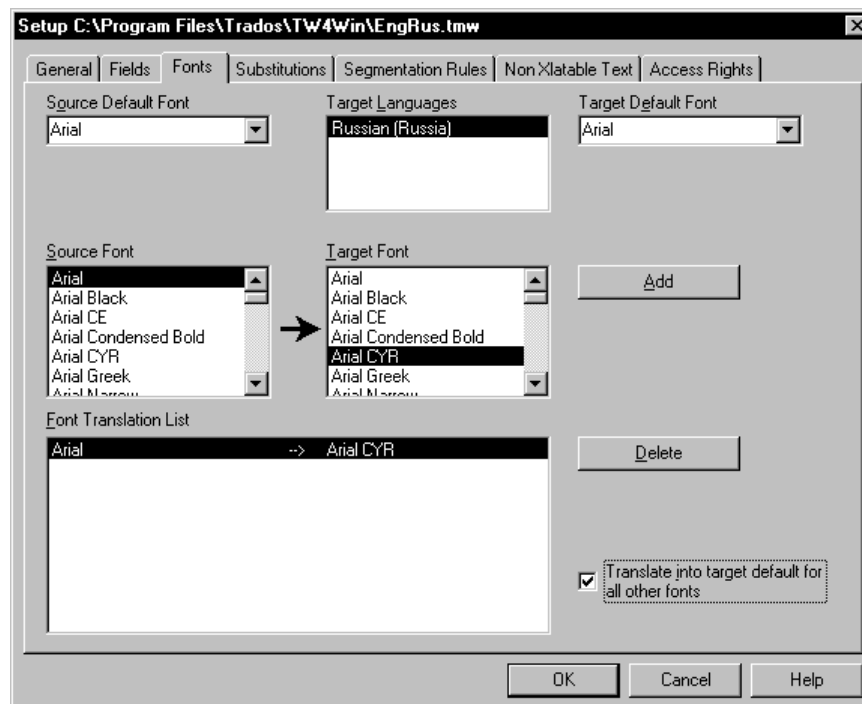 Setup C:\Program Files\Trados\TW4Win\EngRus.tmw
General Fields Fonts Substitutions Segmentation Rules Non Xlatable Text Access Rights
Source Default Font Target Languages Target Default Font
Arial Russian (Russia) Arial
Source Font Target Font
Arial Arial Add
Arial Black Arial Black
Arial CE Arial CE
Arial Condensed Bold Arial Condensed Bold
Arial CYR Arial CYR
Arial Greek Arial Greek
Arial Narrow Arial Narrow
Font Translation List
Arial --> Arial CYR Delete
Translate into target default for
all other fonts
OK Cancel Help